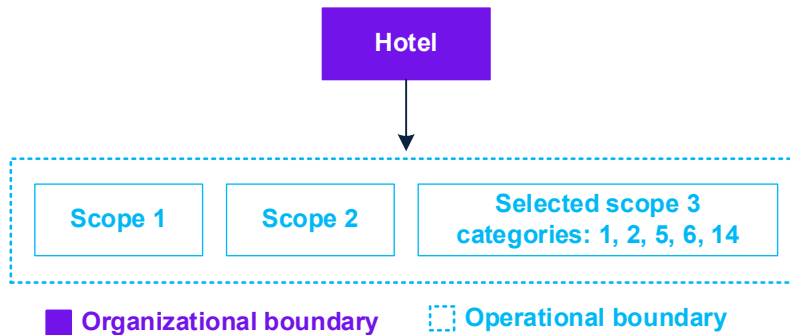 Hotel
Scope 1
Scope 2
Selected scope 3
categories: 1, 2, 5, 6, 14
Organizational boundary
Operational boundary